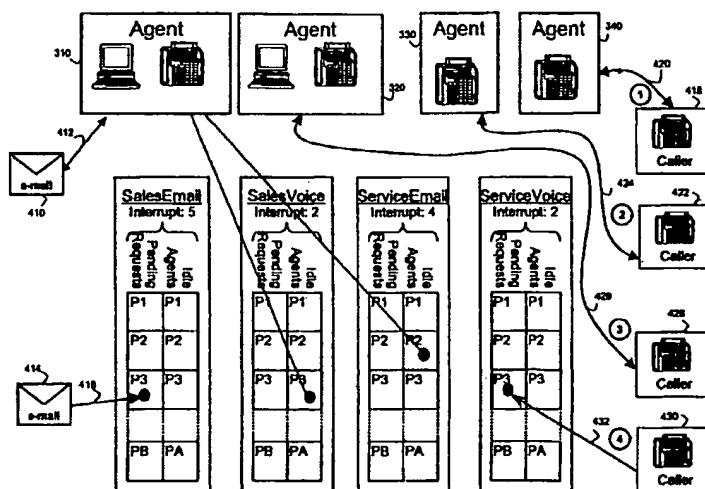 310
Agent
Agent
320
330
Agent
340
Agent
420
1
418
Caller
412
e-mail
410
424
2
422
Caller
SalesEmail
Interrupt: 5
Pending Requests
Idle Agents
P1 P1
P2 P2
P3 P3
PB PA
SalesVoice
Interrupt: 2
Pending Requests
Idle Agents
P1 P1
P2 P2
P3 P3
PB PA
ServiceEmail
Interrupt: 4
Pending Requests
Idle Agents
P1 P1
P2 P2
P3 P3
PB PA
ServiceVoice
Interrupt: 2
Pending Requests
Idle Agents
P1 P1
P2 P2
P3 P3
PB PA
3
Caller
414
e-mail
432
4
430
Caller